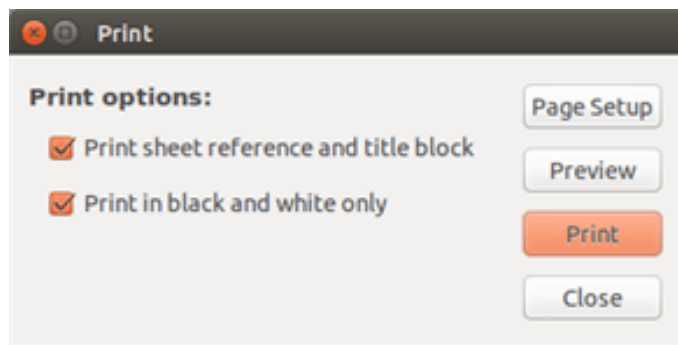 Print
Print options:
Page Setup
Print sheet reference and title block
Preview
Print in black and white only
Print
Close